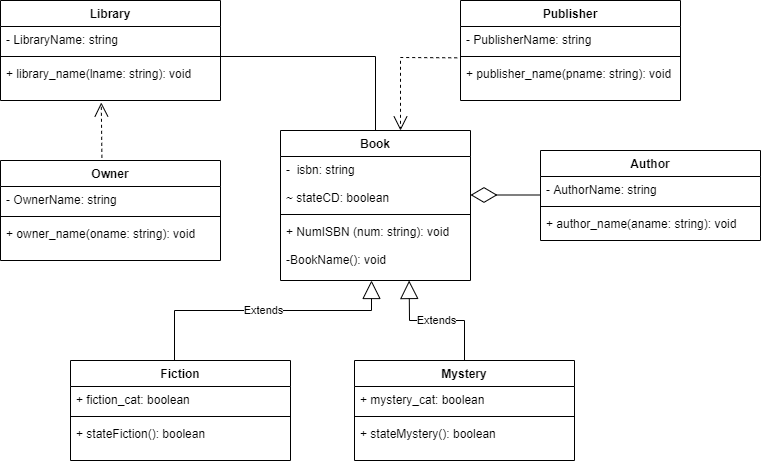 Library
- LibraryName: string
+ library_name(lname: string): void
Publisher
- PublisherName: string
+ publisher_name(pname: string): void
Owner
- OwnerName: string
+ owner_name(oname: string): void
Book
- isbn: string
~ stateCD: boolean
+ NumISBN (num: string): void
-BookName(): void
Author
- AuthorName: string
+ author_name(aname: string): void
Extends
Extends
Fiction
+ fiction_cat: boolean
+ stateFiction(): boolean
Mystery
+ mystery_cat: boolean
+ stateMystery(): boolean